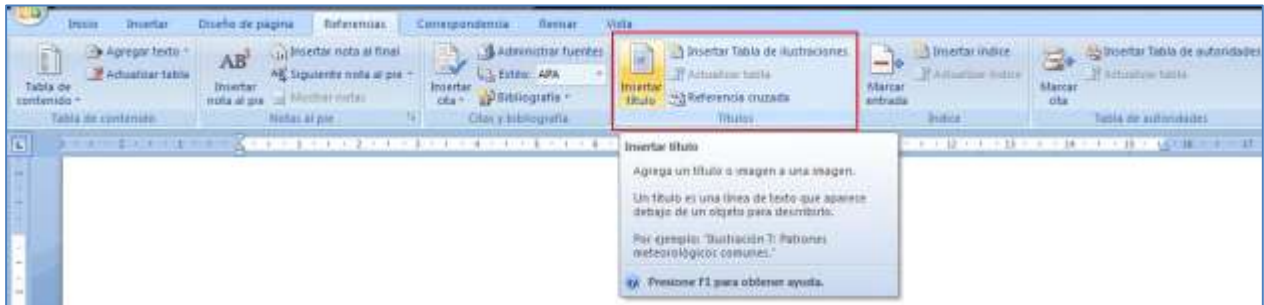 Inicio Insertar Diseño de página Referencias Correspondencia Revisar Vista
Tabla de contenido
Agregar texto
Actualizar tabla
Tabla de contenido
AB¹
Insertar nota al pie
Insertar nota al final
Siguiente nota al pie
Mostrar notas
Notas al pie
Insertar cita
Administrar fuentes
Estilo: APA
Bibliografía
Citas y bibliografía
Insertar título
Insertar Tabla de ilustraciones
Actualizar tabla
Referencia cruzada
Títulos
Marcar entrada
Insertar índice
Actualizar índice
Índice
Marcar cita
Insertar Tabla de autoridades
Actualizar tabla
Tabla de autoridades
Insertar título
Agrega un título o imagen a una imagen.
Un título es una línea de texto que aparece
debajo de un objeto para describirlo.
Por ejemplo: "Ilustración 7: Patrones
meteorológicos comunes."
Presione F1 para obtener ayuda.